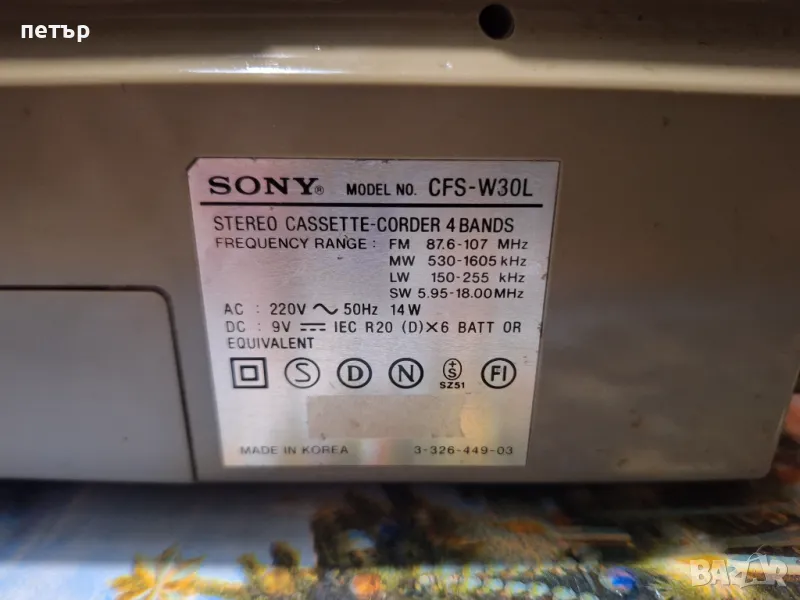 петър
SONY® MODEL NO. CFS-W30L
STEREO CASSETTE-CORDER 4 BANDS
FREQUENCY RANGE : FM 87.6-107 MHz
MW 530-1605 kHz
LW 150-255 kHz
SW 5.95-18.00 MHz
AC : 220V ~ 50Hz 14W
DC : 9V ⎓ IEC R20 (D)×6 BATT OR
EQUIVALENT
S D N +S FI
SZ51
MADE IN KOREA 3-326-449-03
BAZAR